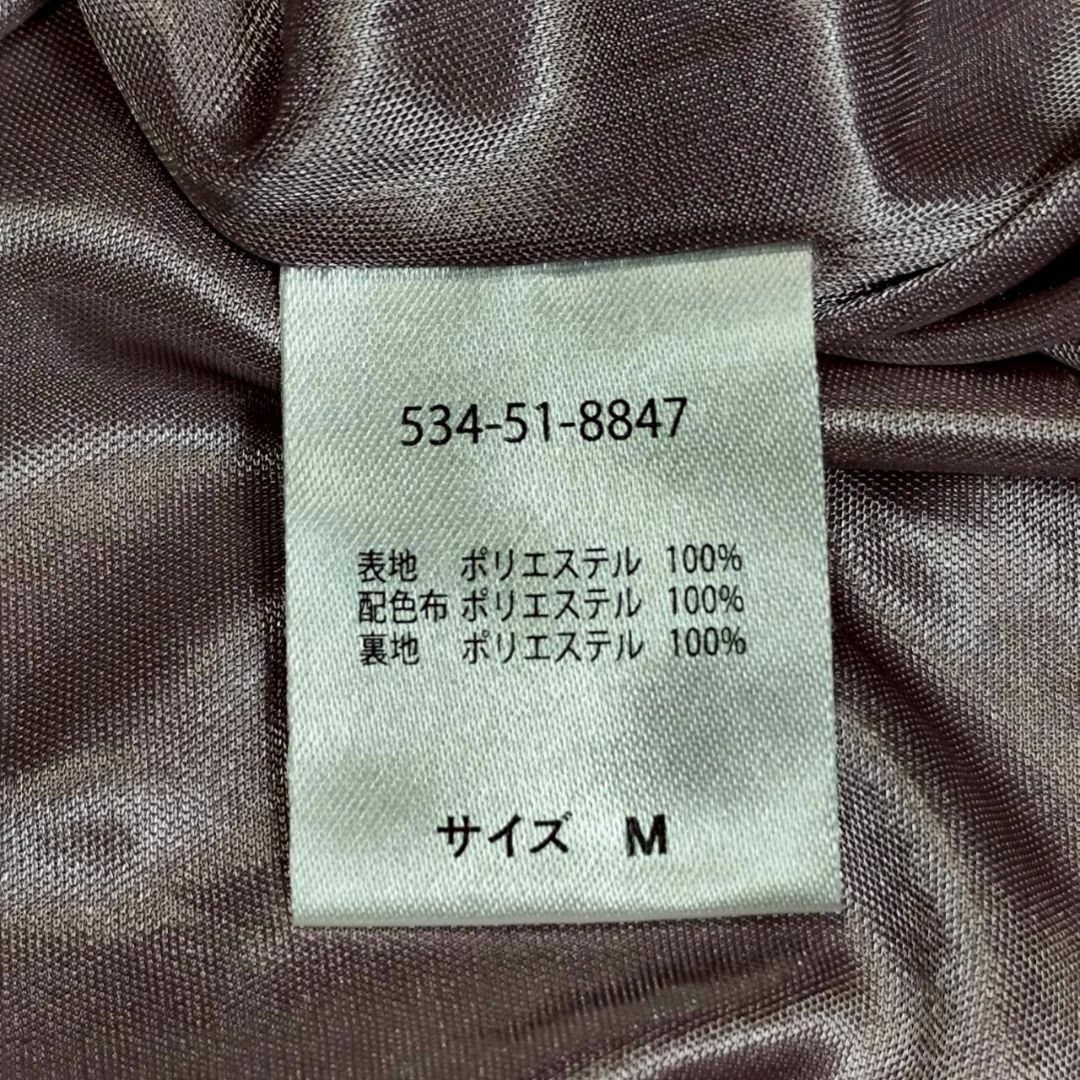 534-51-8847
表地 ポリエステル 100%
配色布 ポリエステル 100%
裏地 ポリエステル 100%
サイズ M